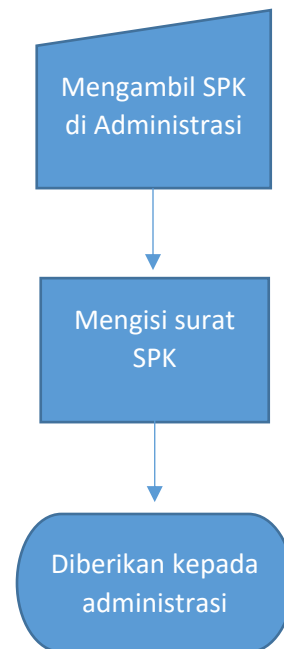 Mengambil SPK
di Administrasi
Mengisi surat
SPK
Diberikan kepada
administrasi